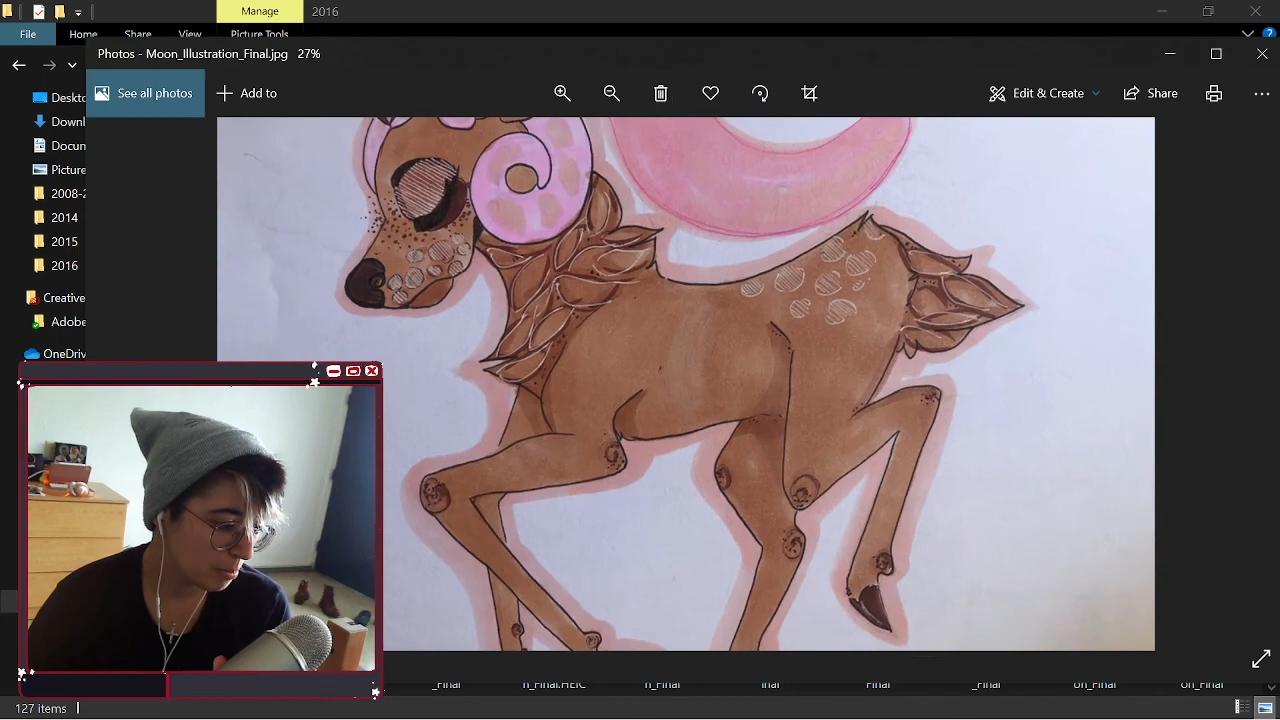 Manage 2016
File Home Share View Picture Tools
Photos - Moon_Illustration_Final.jpg 27%
See all photos Add to Edit & Create Share
Deskto
Downl
Docun
Picture
2008-2
2014
2015
2016
Creative
Adobe
OneDriv
_Final n_Final.HEIC n_Final inal Final _Final on_Final on_Final
127 items